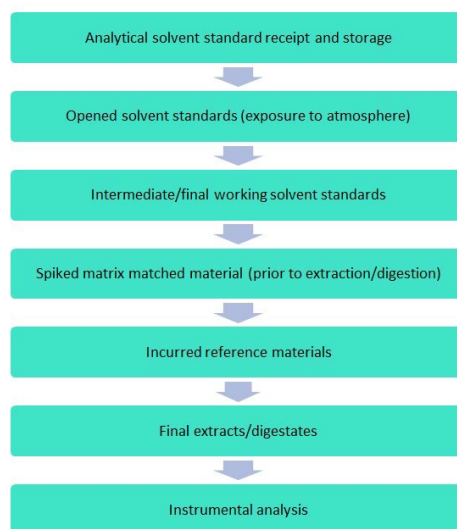 Analytical solvent standard receipt and storage
Opened solvent standards (exposure to atmosphere)
Intermediate/final working solvent standards
Spiked matrix matched material (prior to extraction/digestion)
Incurred reference materials
Final extracts/digestates
Instrumental analysis